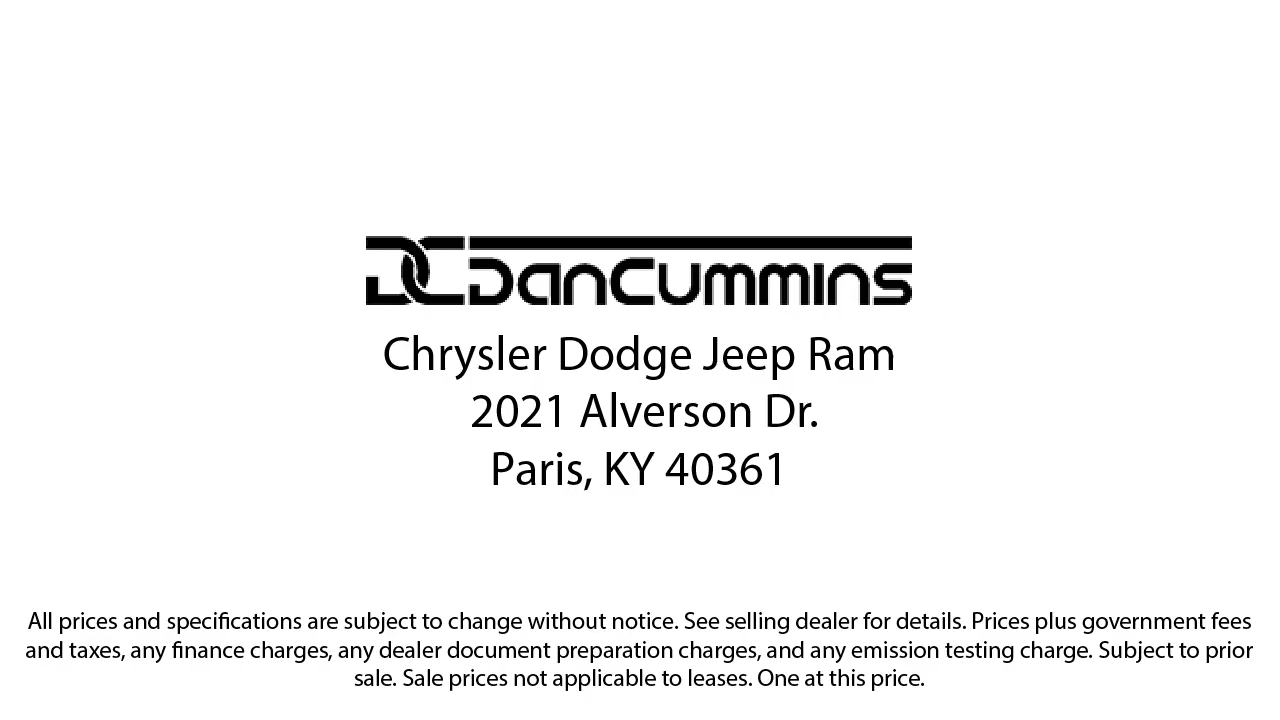 DC DanCummins
Chrysler Dodge Jeep Ram
2021 Alverson Dr.
Paris, KY 40361
All prices and specifications are subject to change without notice. See selling dealer for details. Prices plus government fees
and taxes, any finance charges, any dealer document preparation charges, and any emission testing charge. Subject to prior
sale. Sale prices not applicable to leases. One at this price.